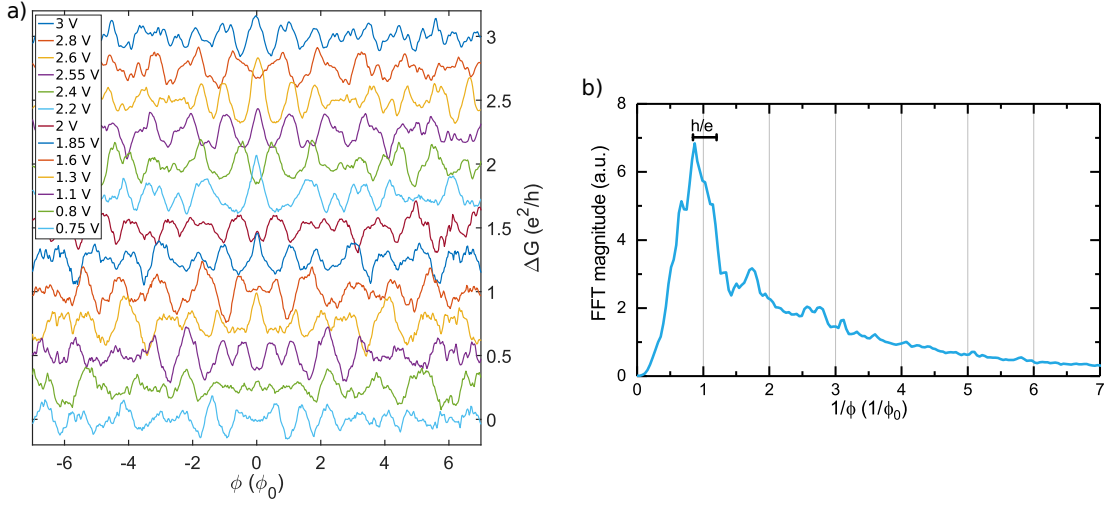 a)
3 V
2.8 V
2.6 V
2.55 V
2.4 V
2.2 V
2 V
1.85 V
1.6 V
1.3 V
1.1 V
0.8 V
0.75 V
3
2.5
2
1.5
1
0.5
0
ΔG (e²/h)
-6 -4 -2 0 2 4 6
ϕ (ϕ₀)
b)
8
6
4
2
0
FFT magnitude (a.u.)
h/e
0 1 2 3 4 5 6 7
1/ϕ (1/ϕ₀)